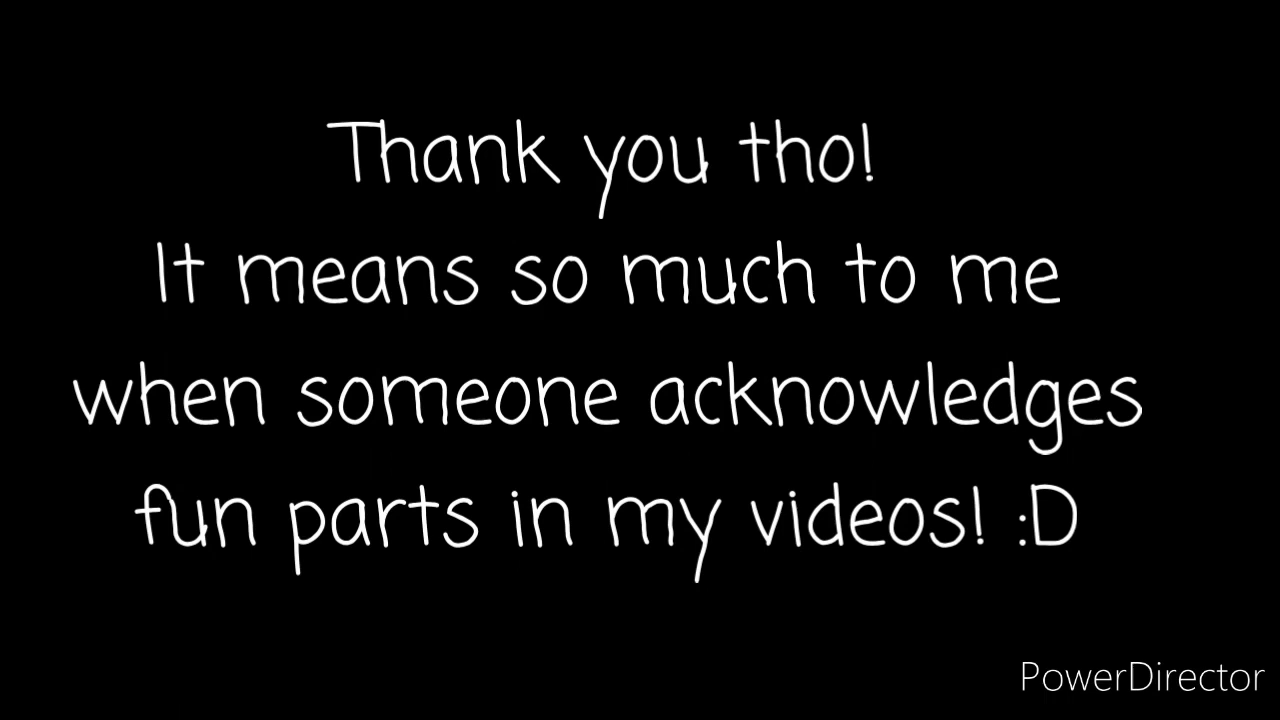 Thank you tho!
It means so much to me
when someone acknowledges
fun parts in my videos! :D
PowerDirector